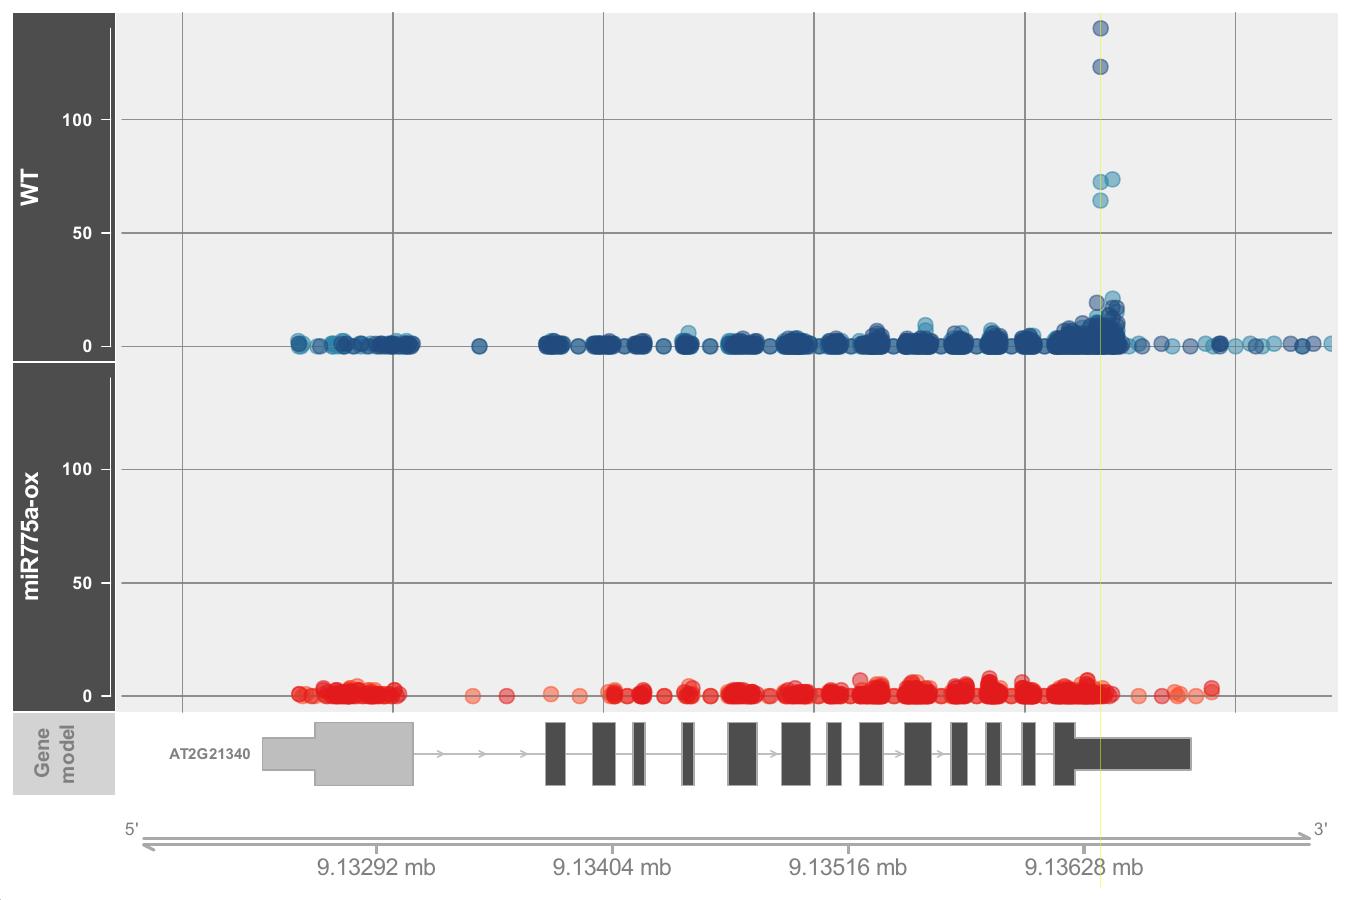 WT
100
50
0
miR775a-ox
100
50
0
Gene
model
AT2G21340
5'
3'
9.13292 mb
9.13404 mb
9.13516 mb
9.13628 mb